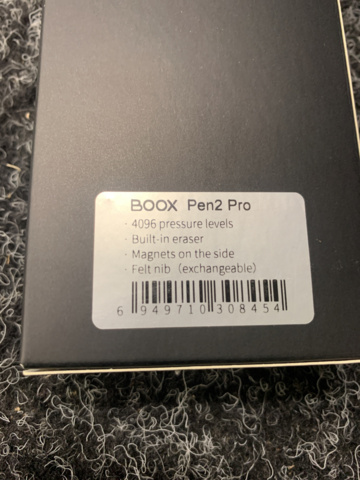 BOOX Pen2 Pro
· 4096 pressure levels
· Built-in eraser
· Magnets on the side
· Felt nib（exchangeable）
6 949710 308454